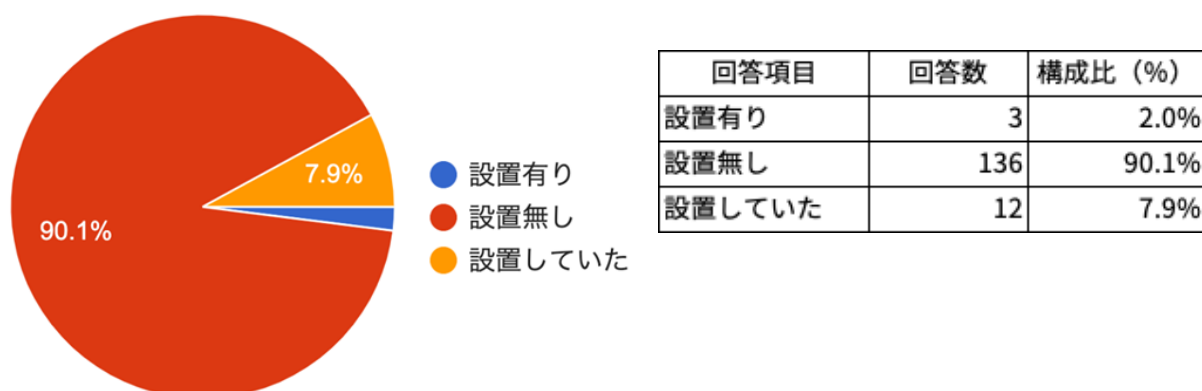 90.1%
7.9%
設置有り
設置無し
設置していた
回答項目 回答数 構成比（%）
設置有り 3 2.0%
設置無し 136 90.1%
設置していた 12 7.9%